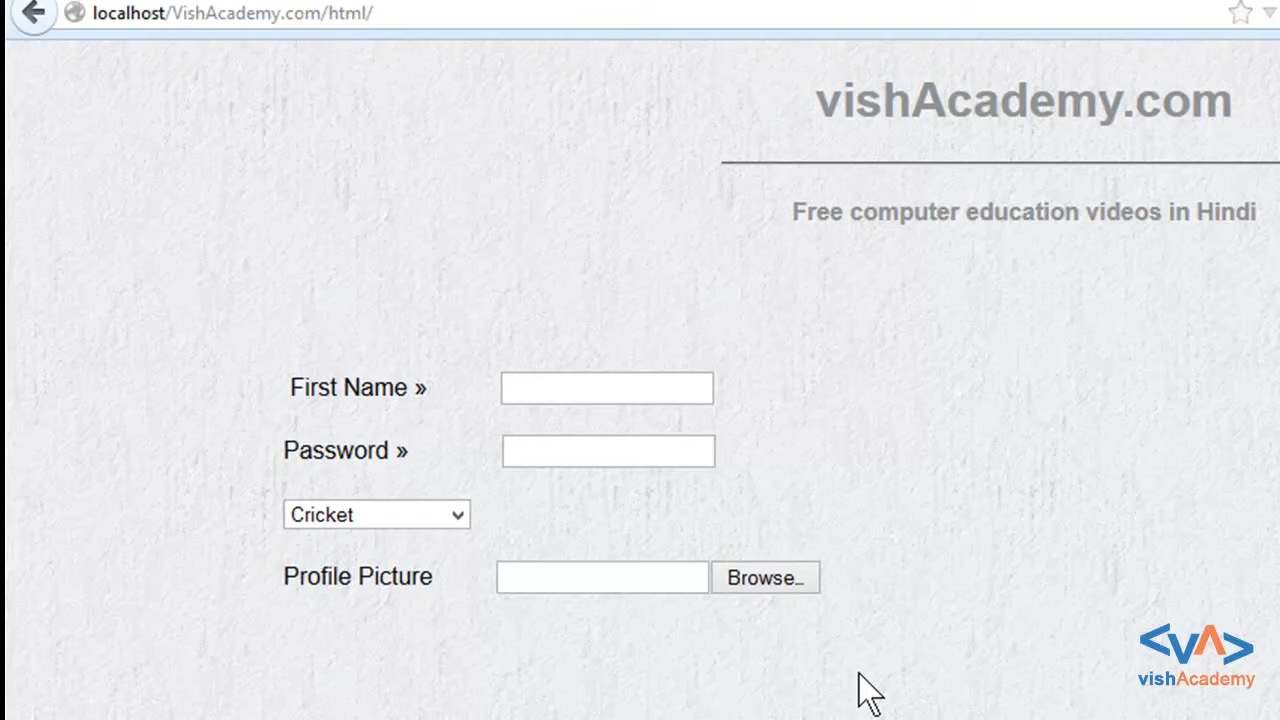 localhost/VishAcademy.com/html/
vishAcademy.com
Free computer education videos in Hindi
First Name »
Password »
Cricket
Profile Picture
Browse...
<VA>
vishAcademy